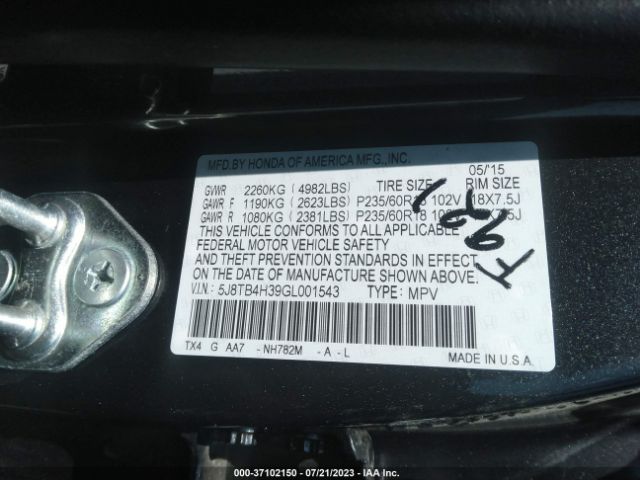 MFD.BY HONDA OF AMERICA MFG.,INC. 05/'15
GVWR 2260KG (4982LBS) TIRE SIZE RIM SIZE
GAWR F 1190KG (2623LBS) P235/60R18 102V 18X7.5J
GAWR R 1080KG (2381LBS) P235/60R18
THIS VEHICLE CONFORMS TO ALL APPLICABLE
FEDERAL MOTOR VEHICLE SAFETY
AND THEFT PREVENTION STANDARDS IN EFFECT
ON THE DATE OF MANUFACTURE SHOWN ABOVE.
V.I.N.: 5J8TB4H39GL001543 TYPE: MPV
TX4 G AA7 - NH782M - A - L
MADE IN U.S.A.
000-37102150 - 07/21/2023 - IAA Inc.